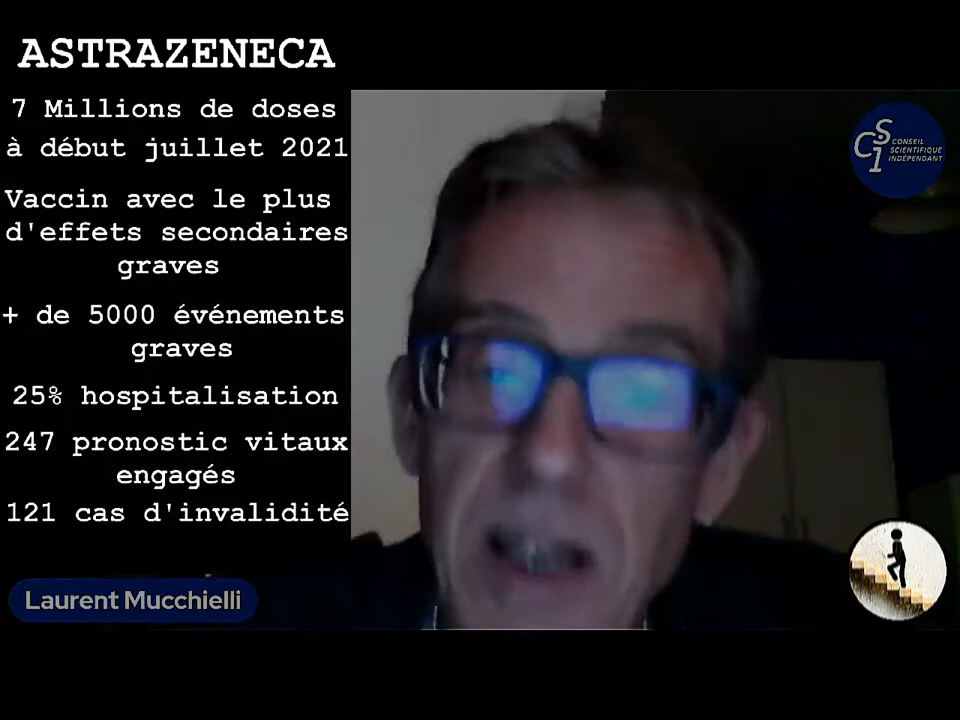 ASTRAZENECA
7 Millions de doses
à début juillet 2021
Vaccin avec le plus
d'effets secondaires
graves
+ de 5000 événements
graves
25% hospitalisation
247 pronostic vitaux
engagés
121 cas d'invalidité
CSI
CONSEIL
SCIENTIFIQUE
INDÉPENDANT
Laurent Mucchielli